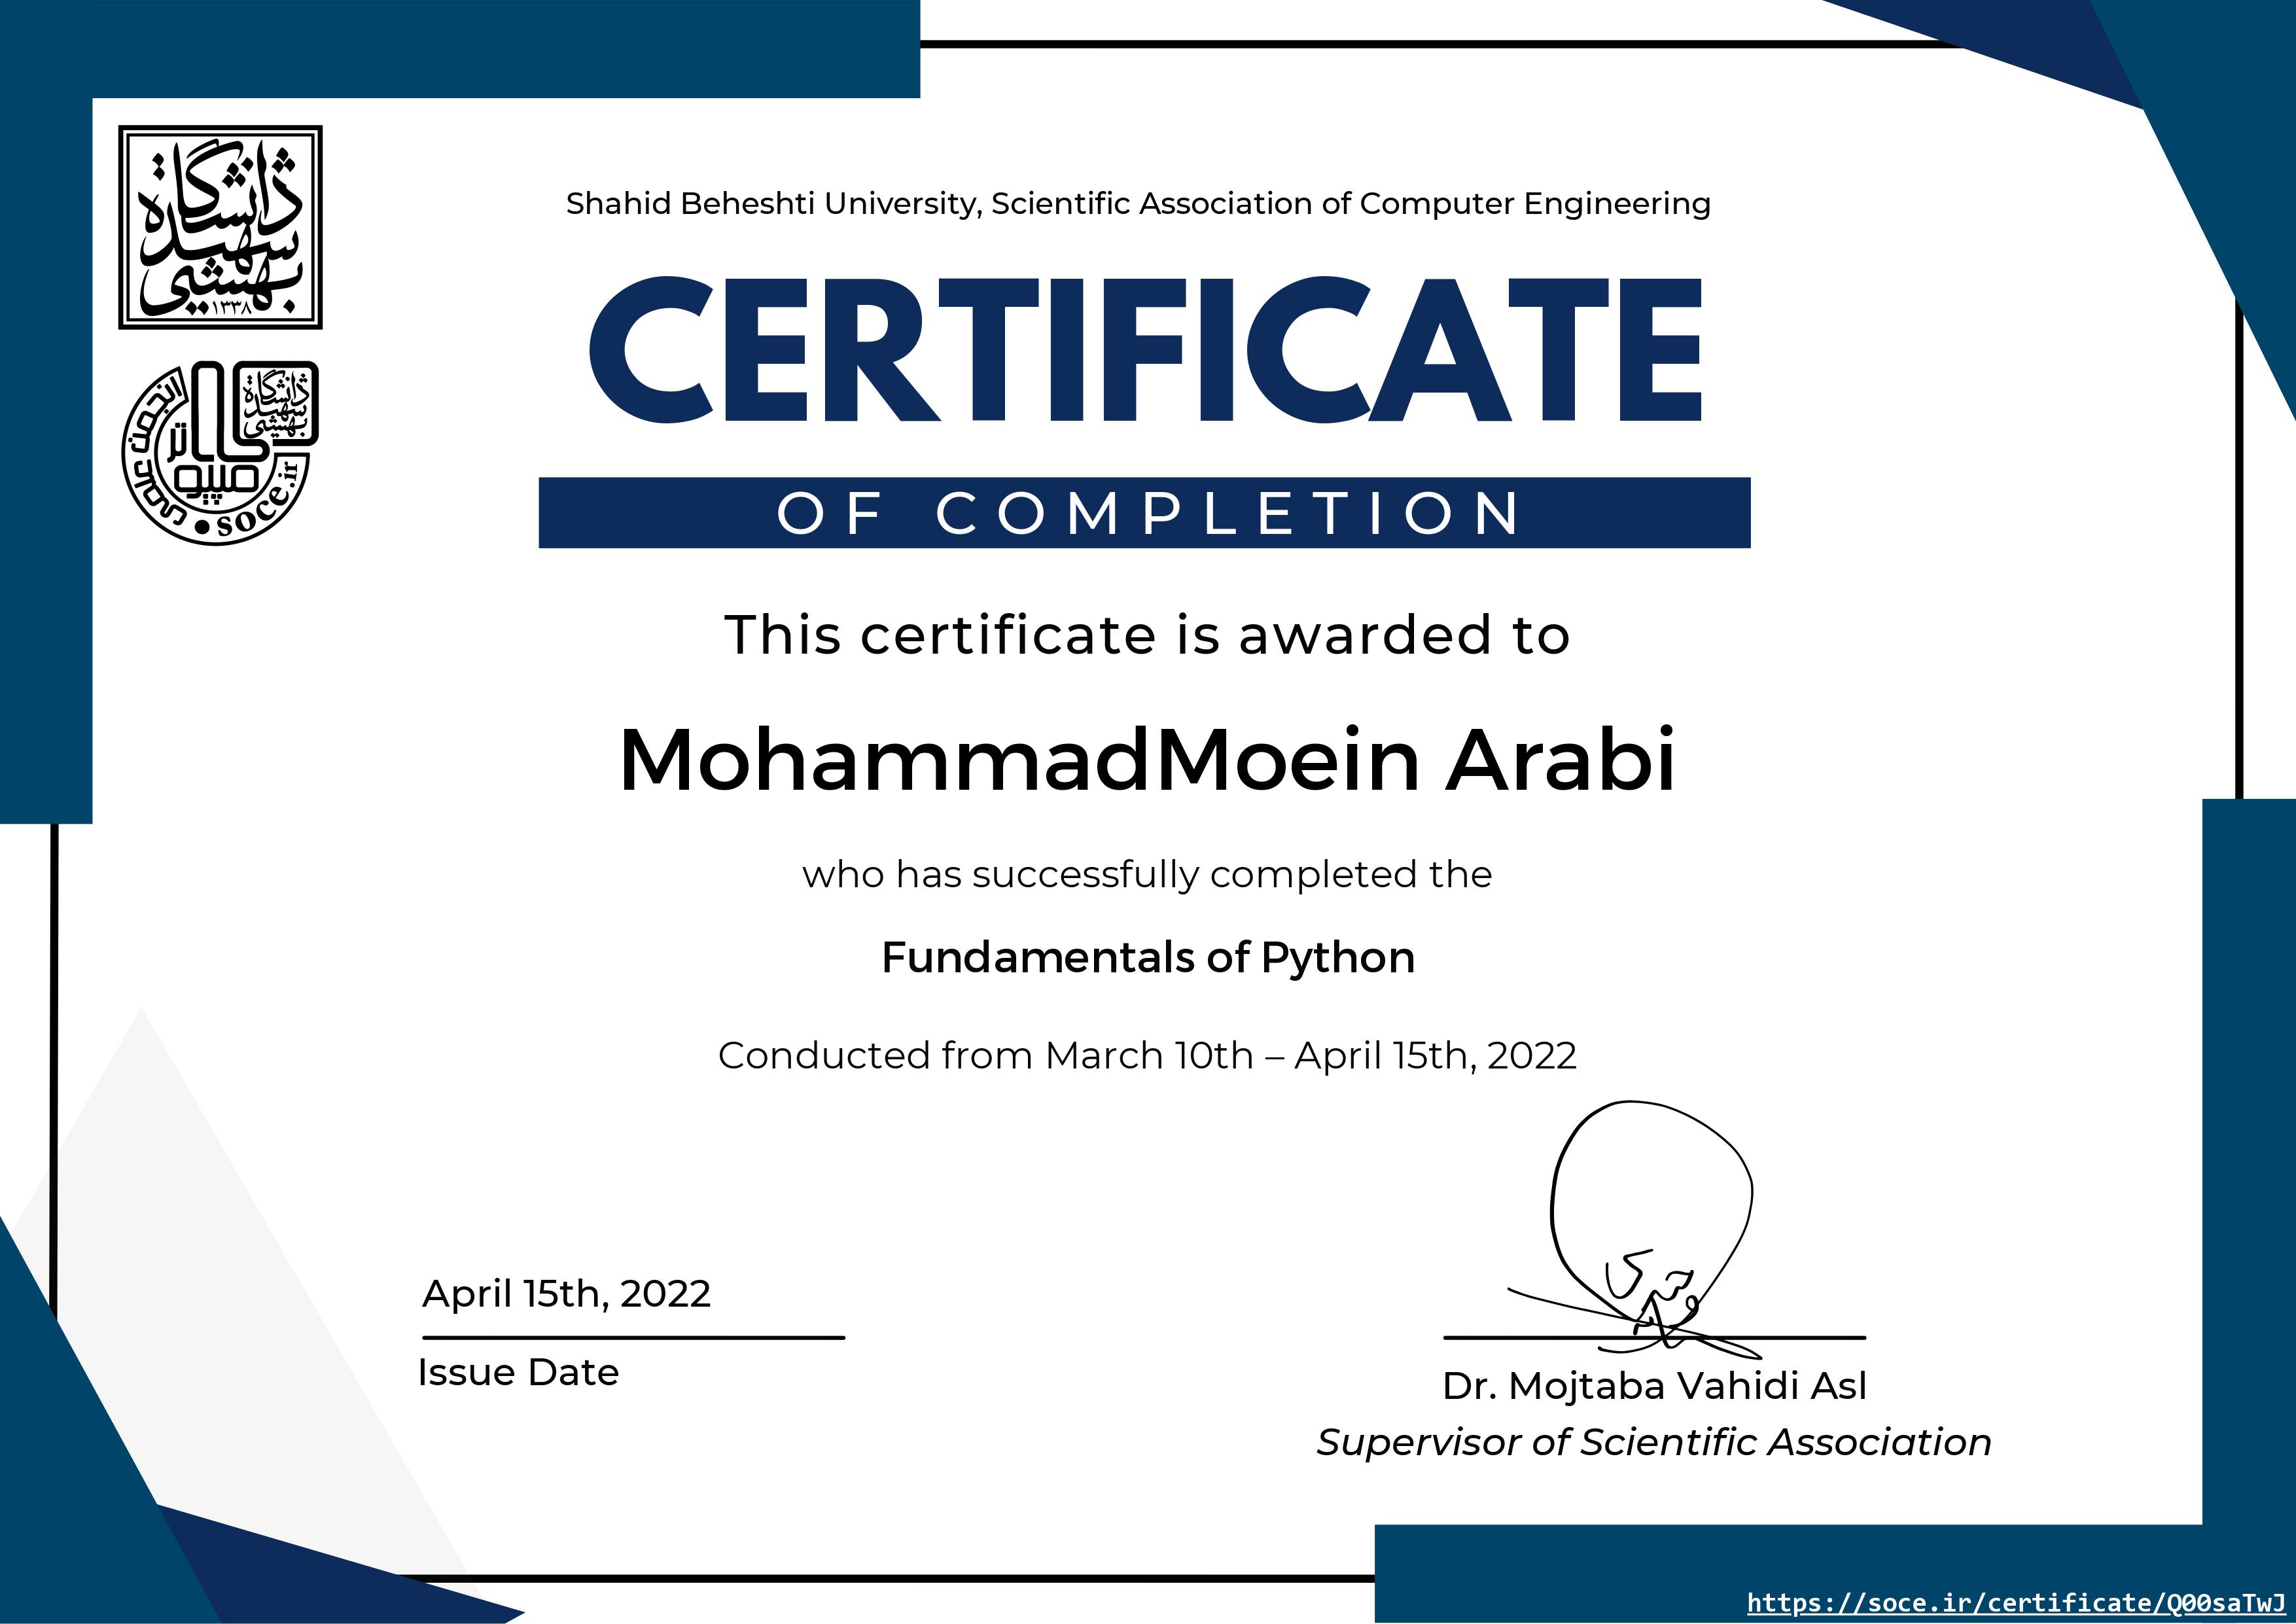 دانشگاه
شهید
بهشتی
۱۳۳۸
دانشگاه
شهید
بهشتی
انجمن علمی
کامپیوتر
soce.ir
Shahid Beheshti University, Scientific Association of Computer Engineering
CERTIFICATE
OF COMPLETION
This certificate is awarded to
MohammadMoein Arabi
who has successfully completed the
Fundamentals of Python
Conducted from March 10th – April 15th, 2022
April 15th, 2022
Issue Date
Dr. Mojtaba Vahidi Asl
Supervisor of Scientific Association
https://soce.ir/certificate/Q00saTwJ